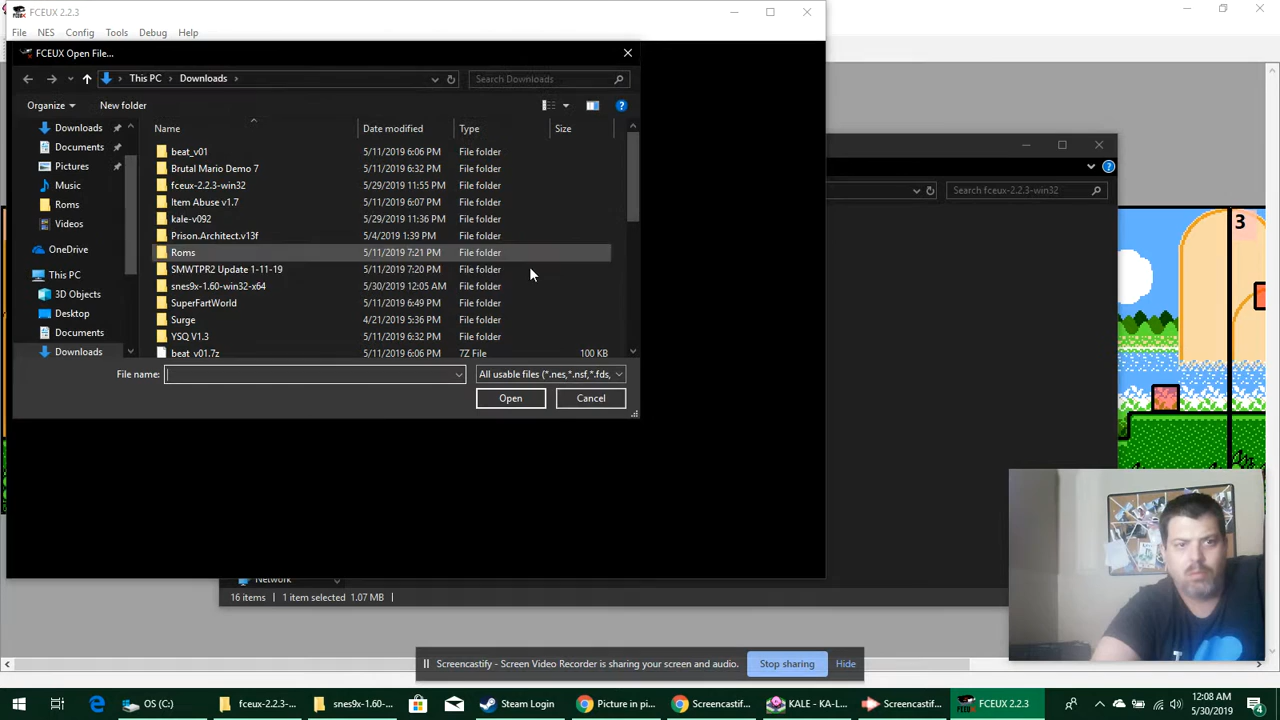 FCEUX 2.2.3
File NES Config Tools Debug Help
FCEUX Open File...
This PC Downloads
Search Downloads
Organize New folder
Name Date modified Type Size
Downloads
Documents
Pictures
Music
Roms
Videos
OneDrive
This PC
3D Objects
Desktop
Documents
Downloads
beat_v01 5/11/2019 6:06 PM File folder
Brutal Mario Demo 7 5/11/2019 6:32 PM File folder
fceux-2.2.3-win32 5/29/2019 11:55 PM File folder
Item Abuse v1.7 5/11/2019 6:07 PM File folder
kale-v092 5/29/2019 11:36 PM File folder
Prison.Architect.v13f 5/4/2019 1:39 PM File folder
Roms 5/11/2019 7:21 PM File folder
SMWTPR2 Update 1-11-19 5/11/2019 7:20 PM File folder
snes9x-1.60-win32-x64 5/30/2019 12:05 AM File folder
SuperFartWorld 5/11/2019 6:49 PM File folder
Surge 4/21/2019 5:36 PM File folder
YSQ V1.3 5/11/2019 6:32 PM File folder
beat_v01.7z 5/11/2019 6:06 PM 7Z File 100 KB
File name: All usable files (*.nes,*.nsf,*.fds,
Open Cancel
Search fceux-2.2.3-win32
3
Network
16 items 1 item selected 1.07 MB
Screencastify - Screen Video Recorder is sharing your screen and audio. Stop sharing Hide
OS (C:) fceux-2.2.3-... snes9x-1.60-... Steam Login Picture in pi... Screencastif... KALE - KA-L... Screencastif... FCEUX 2.2.3
12:08 AM
5/30/2019
4